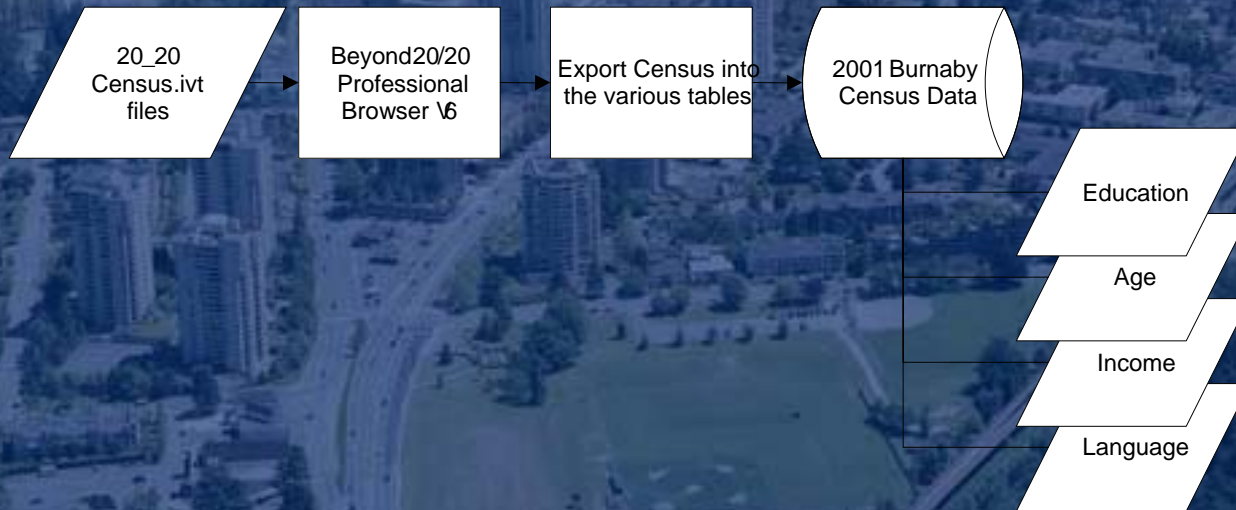 20_20
Census.ivt
files
Beyond20/20
Professional
Browser V6
Export Census into
the various tables
2001 Burnaby
Census Data
Education
Age
Income
Language